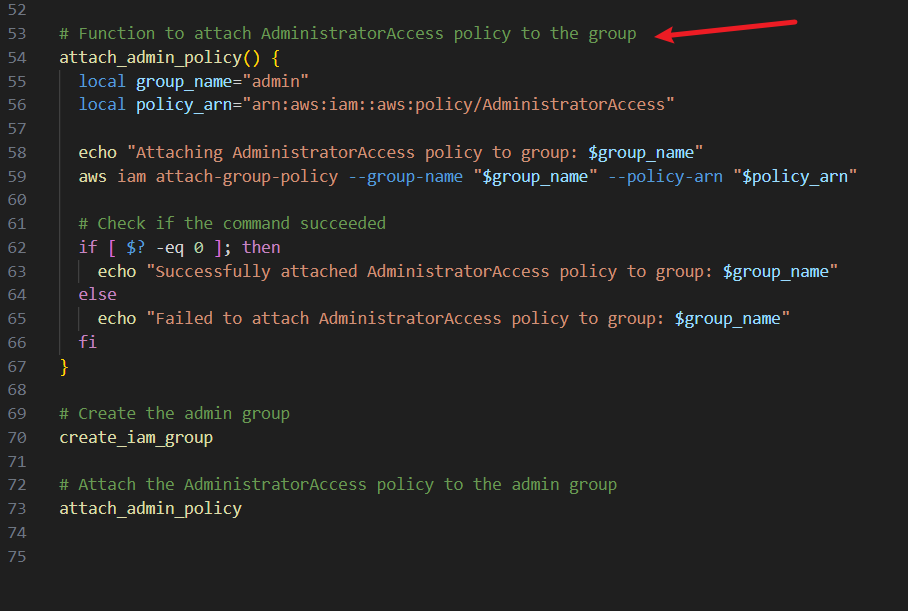 52
53 # Function to attach AdministratorAccess policy to the group
54 attach_admin_policy() {
55   local group_name="admin"
56   local policy_arn="arn:aws:iam::aws:policy/AdministratorAccess"
57
58   echo "Attaching AdministratorAccess policy to group: $group_name"
59   aws iam attach-group-policy --group-name "$group_name" --policy-arn "$policy_arn"
60
61   # Check if the command succeeded
62   if [ $? -eq 0 ]; then
63     echo "Successfully attached AdministratorAccess policy to group: $group_name"
64   else
65     echo "Failed to attach AdministratorAccess policy to group: $group_name"
66   fi
67 }
68
69 # Create the admin group
70 create_iam_group
71
72 # Attach the AdministratorAccess policy to the admin group
73 attach_admin_policy
74
75